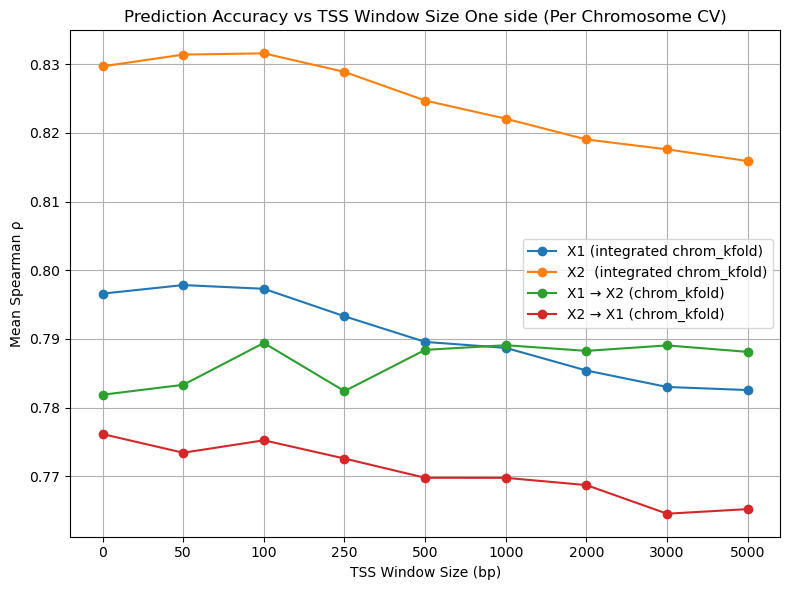 Prediction Accuracy vs TSS Window Size One side (Per Chromosome CV)
Mean Spearman ρ
0.83
0.82
0.81
0.80
0.79
0.78
0.77
X1 (integrated chrom_kfold)
X2  (integrated chrom_kfold)
X1 → X2 (chrom_kfold)
X2 → X1 (chrom_kfold)
0 50 100 250 500 1000 2000 3000 5000
TSS Window Size (bp)